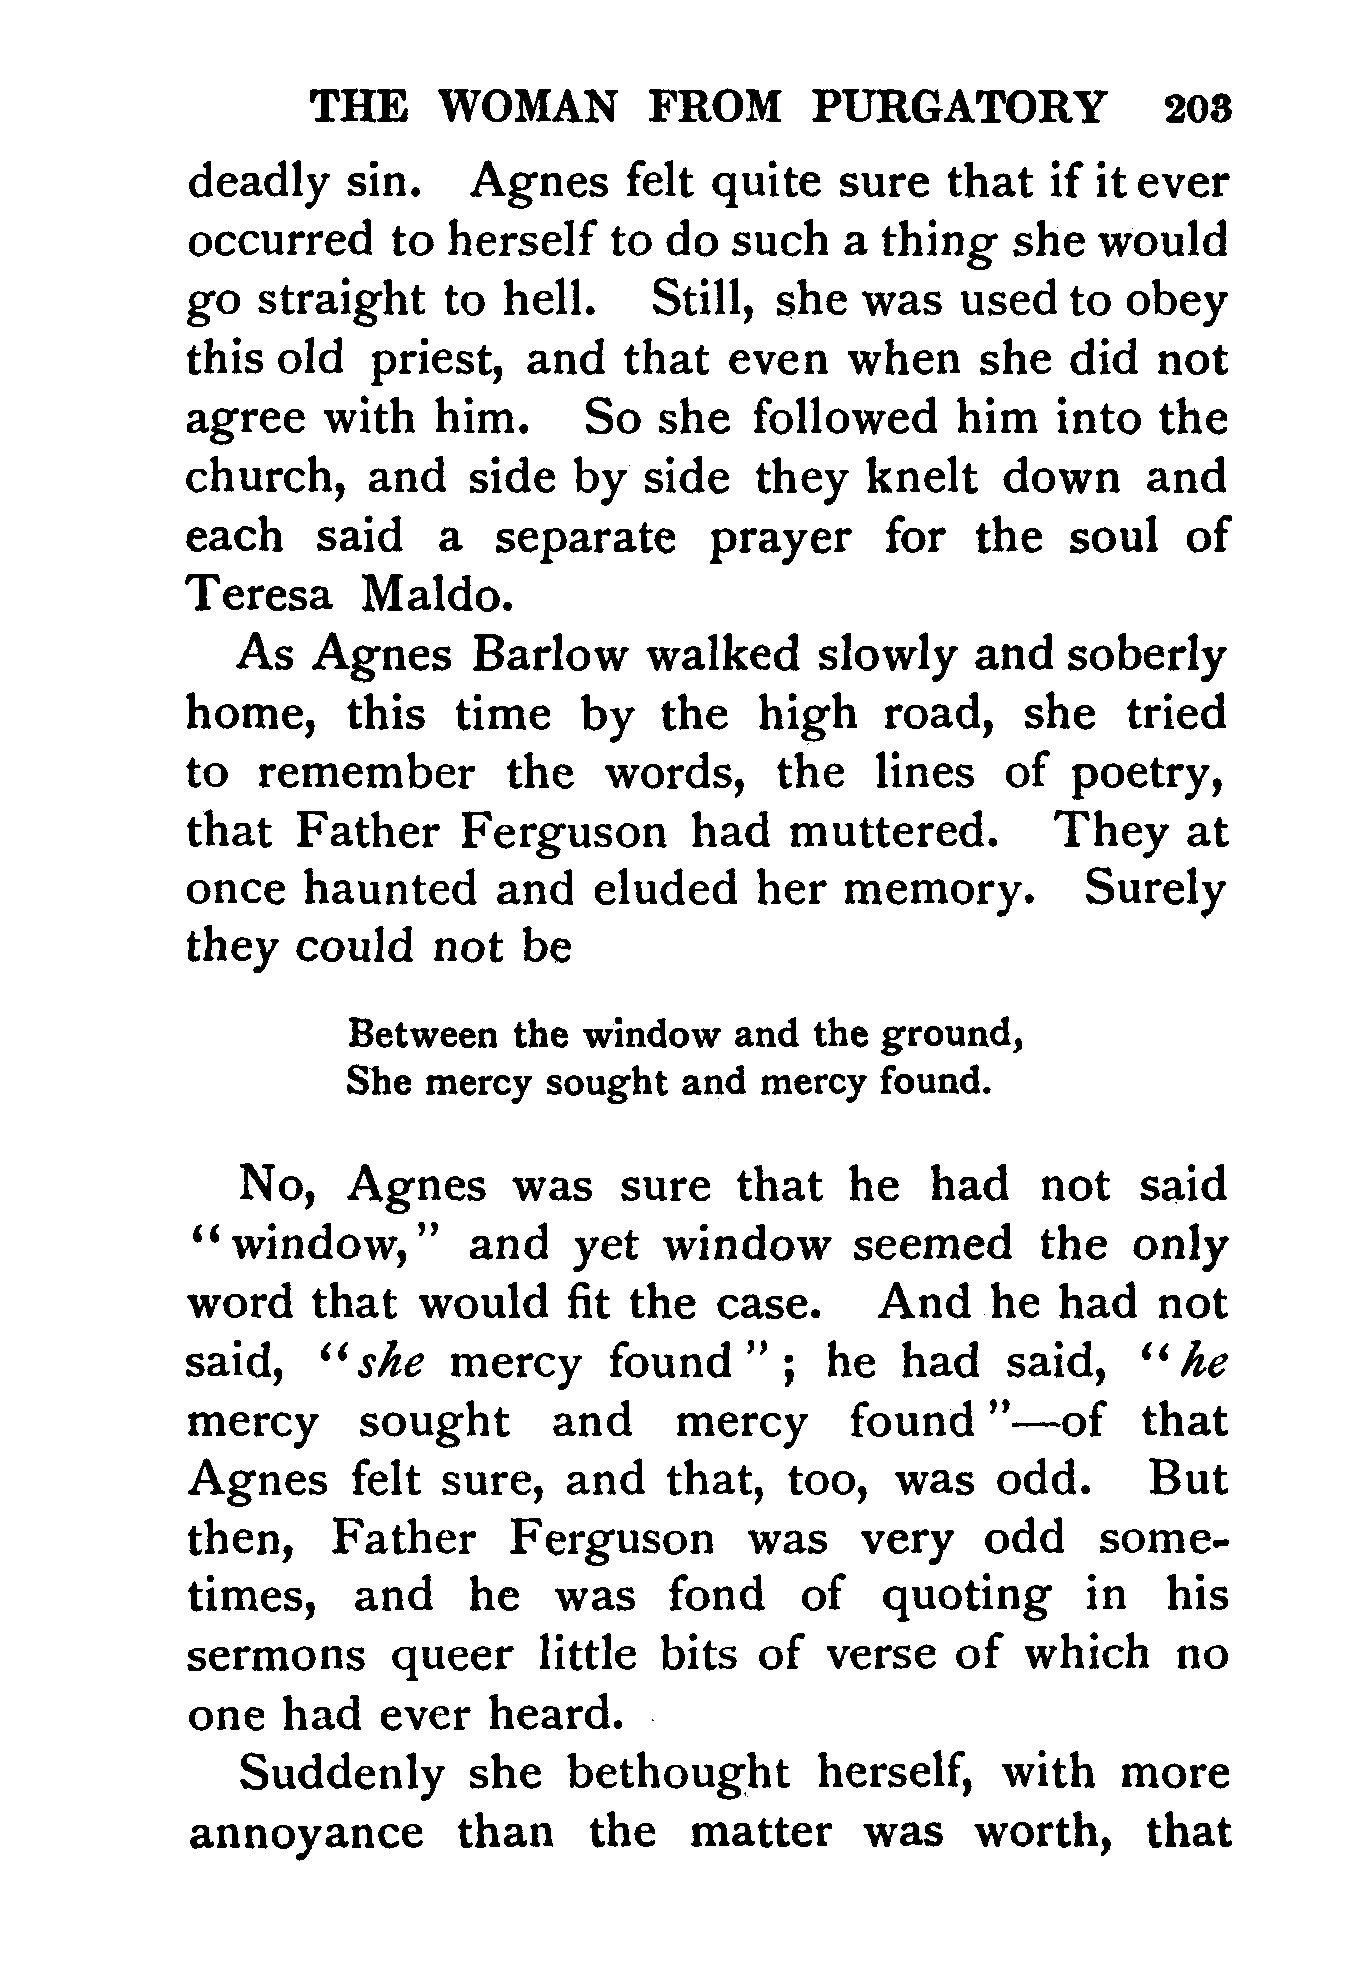 THE WOMAN FROM PURGATORY 203
deadly sin. Agnes felt quite sure that if it ever
occurred to herself to do such a thing she would
go straight to hell. Still, she was used to obey
this old priest, and that even when she did not
agree with him. So she followed him into the
church, and side by side they knelt down and
each said a separate prayer for the soul of
Teresa Maldo.
As Agnes Barlow walked slowly and soberly
home, this time by the high road, she tried
to remember the words, the lines of poetry,
that Father Ferguson had muttered. They at
once haunted and eluded her memory. Surely
they could not be
Between the window and the ground,
She mercy sought and mercy found.
No, Agnes was sure that he had not said
“window,” and yet window seemed the only
word that would fit the case. And he had not
said, “she mercy found”; he had said, “he
mercy sought and mercy found”—of that
Agnes felt sure, and that, too, was odd. But
then, Father Ferguson was very odd some-
times, and he was fond of quoting in his
sermons queer little bits of verse of which no
one had ever heard.
Suddenly she bethought herself, with more
annoyance than the matter was worth, that